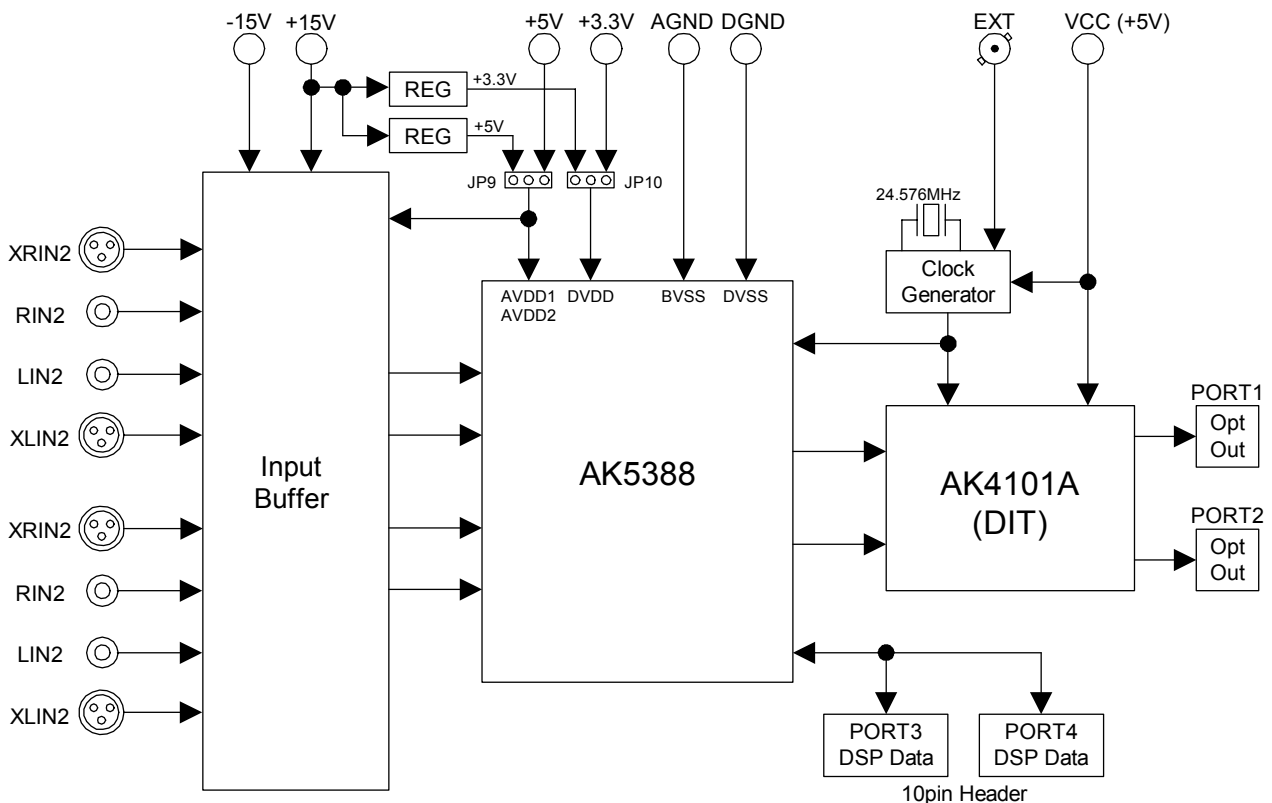 -15V
+15V
+5V
+3.3V
AGND
DGND
EXT
VCC (+5V)
REG
+3.3V
REG
+5V
JP9
JP10
24.576MHz
Clock
Generator
XRIN2
RIN2
LIN2
XLIN2
XRIN2
RIN2
LIN2
XLIN2
Input
Buffer
AVDD1
AVDD2
DVDD
BVSS
DVSS
AK5388
AK4101A
(DIT)
PORT1
Opt
Out
PORT2
Opt
Out
PORT3
DSP Data
PORT4
DSP Data
10pin Header